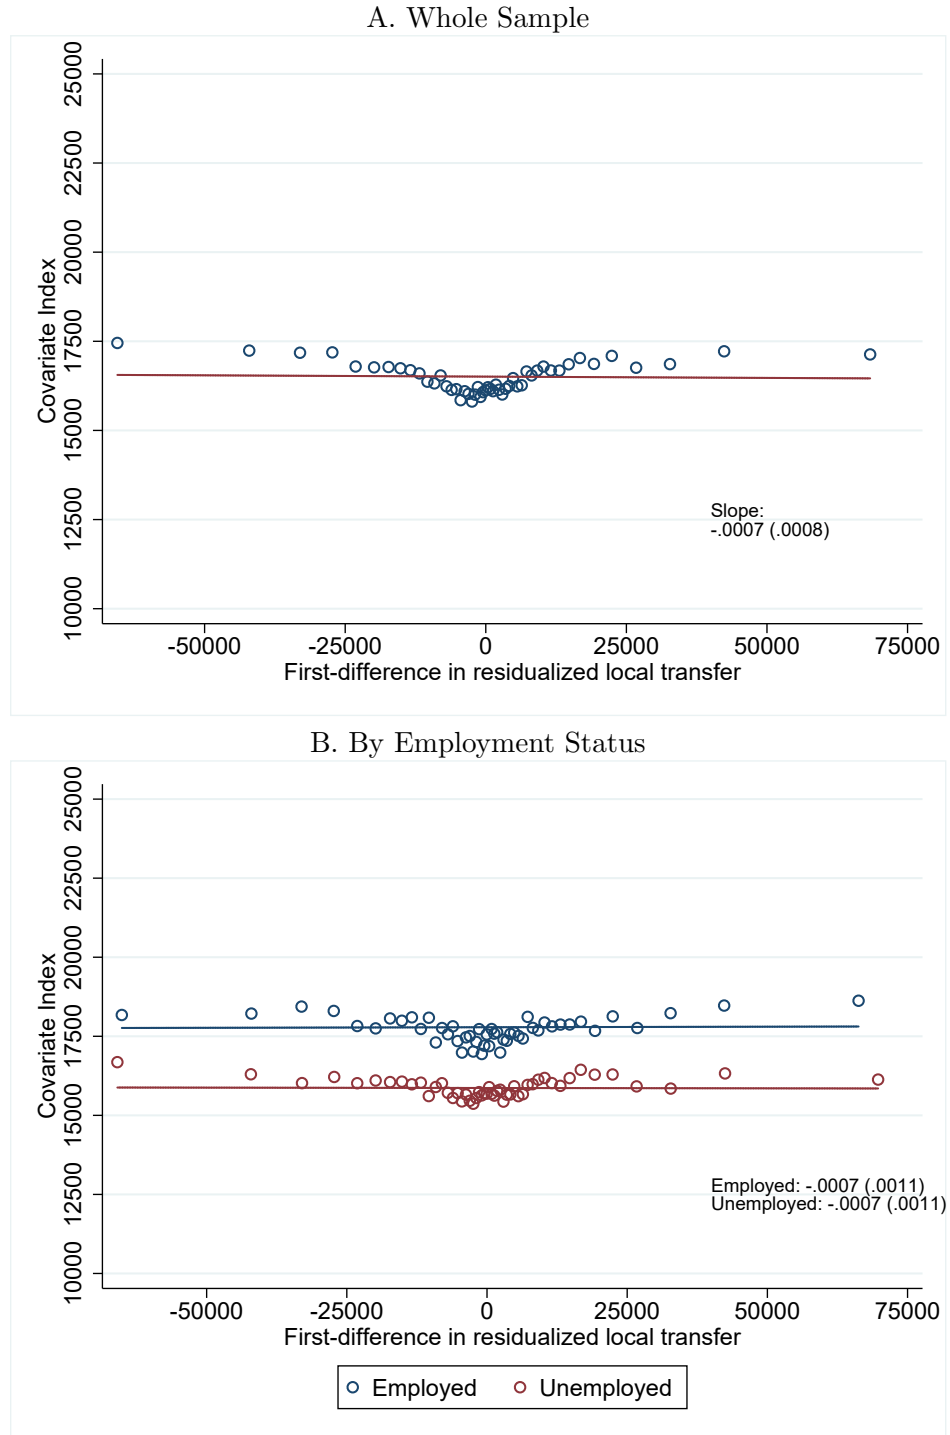 A. Whole Sample
25000
22500
20000
17500
15000
12500
10000
Covariate Index
Slope:
-.0007 (.0008)
-50000 -25000 0 25000 50000 75000
First-difference in residualized local transfer
B. By Employment Status
25000
22500
20000
17500
15000
12500
10000
Covariate Index
Employed: -.0007 (.0011)
Unemployed: -.0007 (.0011)
-50000 -25000 0 25000 50000 75000
First-difference in residualized local transfer
Employed Unemployed